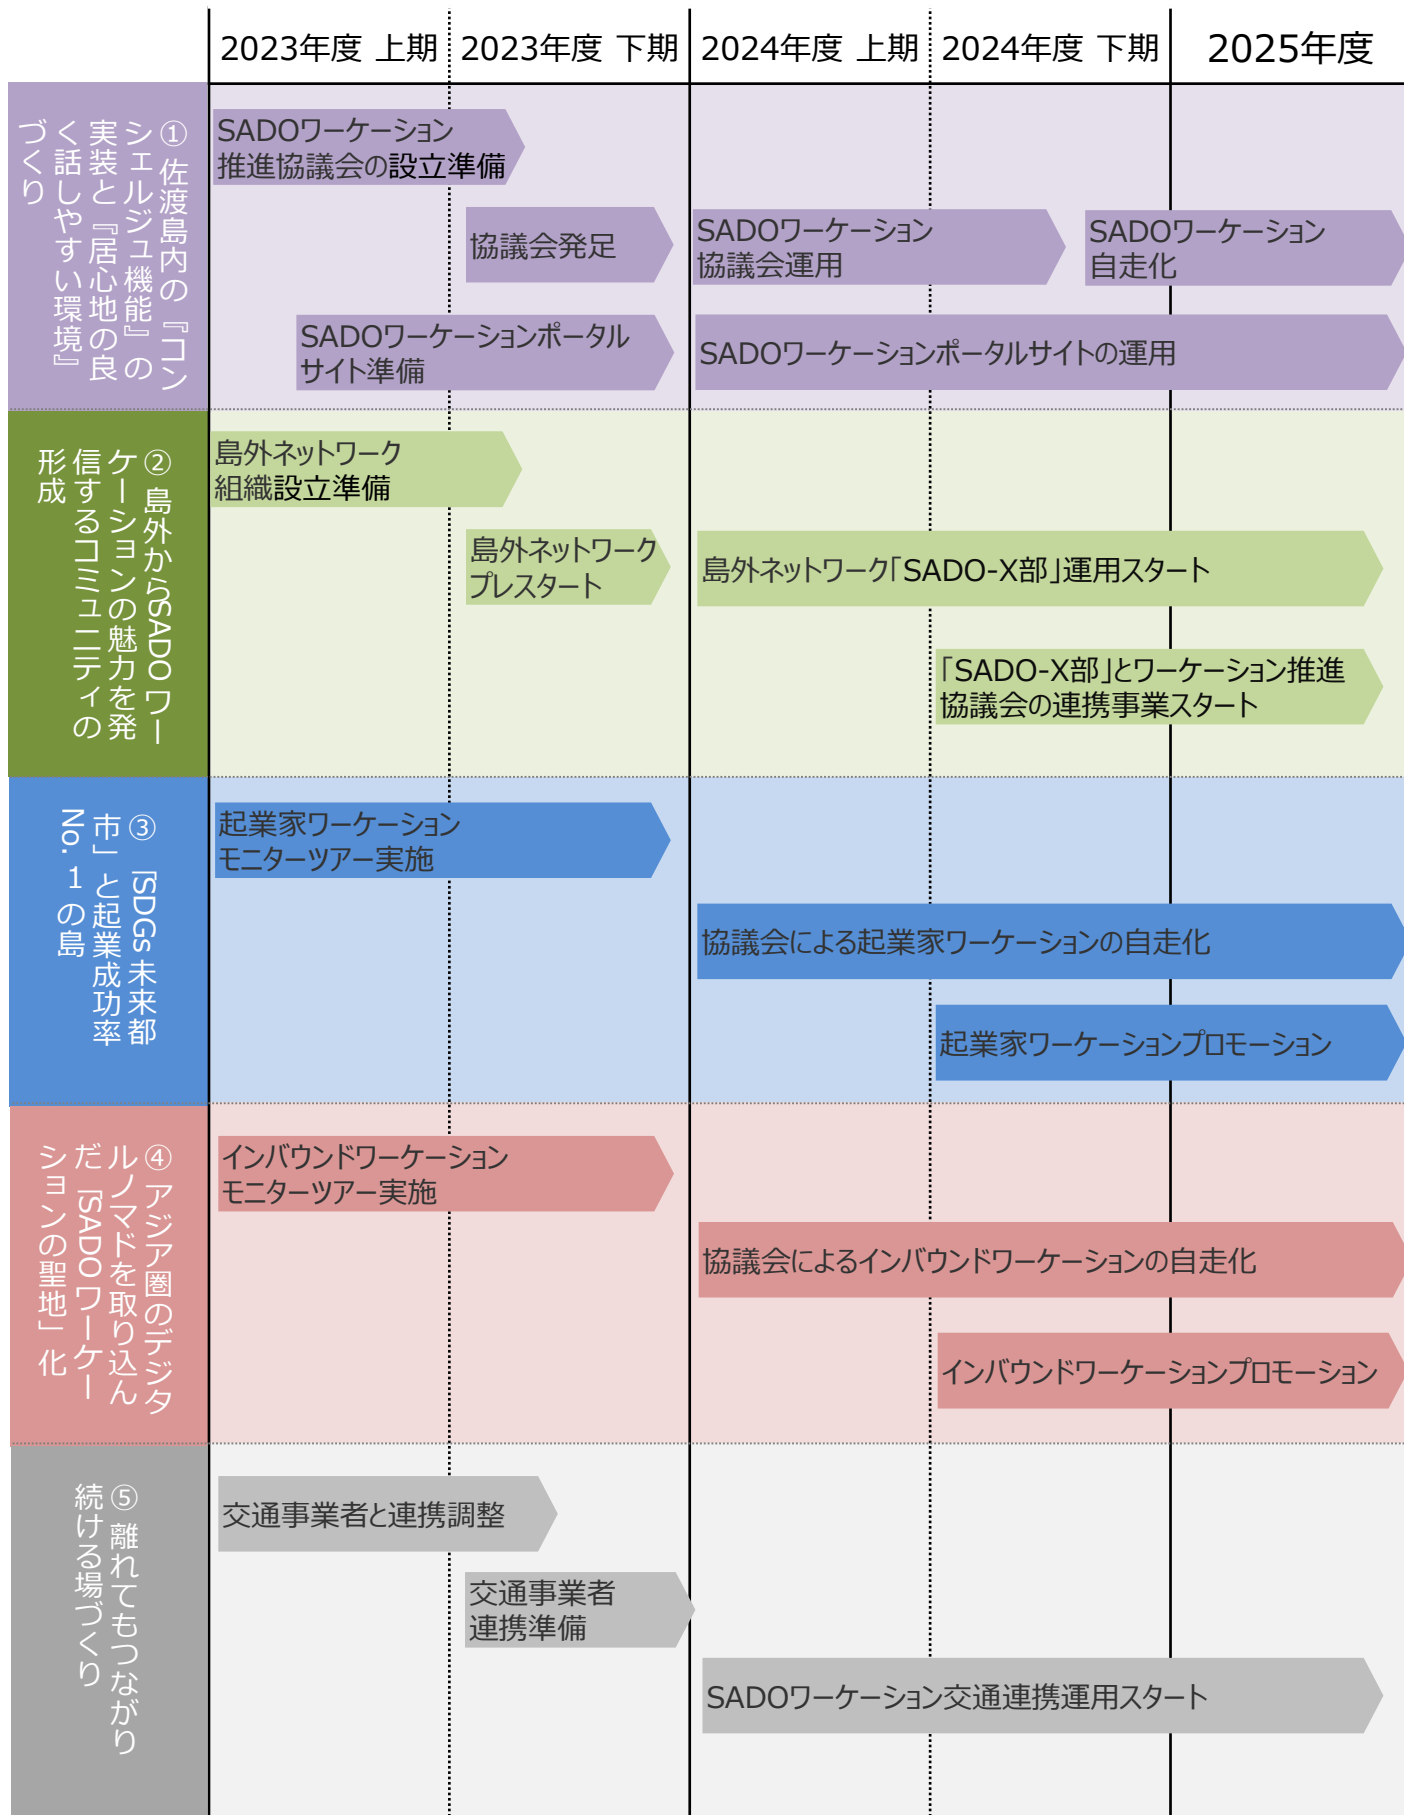 2023年度 上期
2023年度 下期
2024年度 上期
2024年度 下期
2025年度
① 佐渡島内の『コン
シェルジュ機能』の
実装と『居心地の良
く話しやすい環境』
づくり
SADOワーケーション
推進協議会の設立準備
協議会発足
SADOワーケーション
協議会運用
SADOワーケーション
自走化
SADOワーケーションポータル
サイト準備
SADOワーケーションポータルサイトの運用
② 島外からSADOワー
ケーションの魅力を発
信するコミュニティの
形成
島外ネットワーク
組織設立準備
島外ネットワーク
プレスタート
島外ネットワーク「SADO-X部」運用スタート
「SADO-X部」とワーケーション推進
協議会の連携事業スタート
③ 「SDGs未来都
市」と起業成功率
No.1の島
起業家ワーケーション
モニターツアー実施
協議会による起業家ワーケーションの自走化
起業家ワーケーションプロモーション
④ アジア圏のデジタ
ルノマドを取り込ん
だ「SADOワーケー
ションの聖地」化
インバウンドワーケーション
モニターツアー実施
協議会によるインバウンドワーケーションの自走化
インバウンドワーケーションプロモーション
⑤ 離れてもつながり
続ける場づくり
交通事業者と連携調整
交通事業者
連携準備
SADOワーケーション交通連携運用スタート